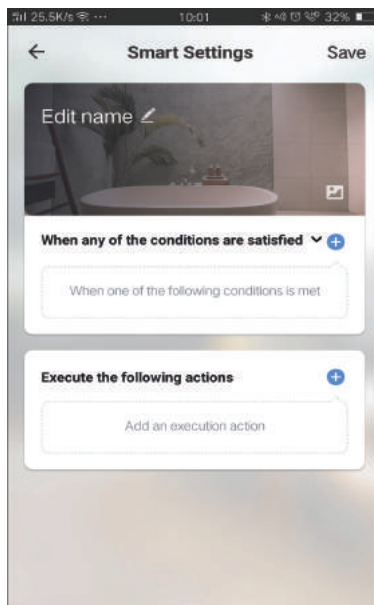 25.5K/s ··· 10:01 32%
Smart Settings Save
Edit name
When any of the conditions are satisfied
When one of the following conditions is met
Execute the following actions
Add an execution action